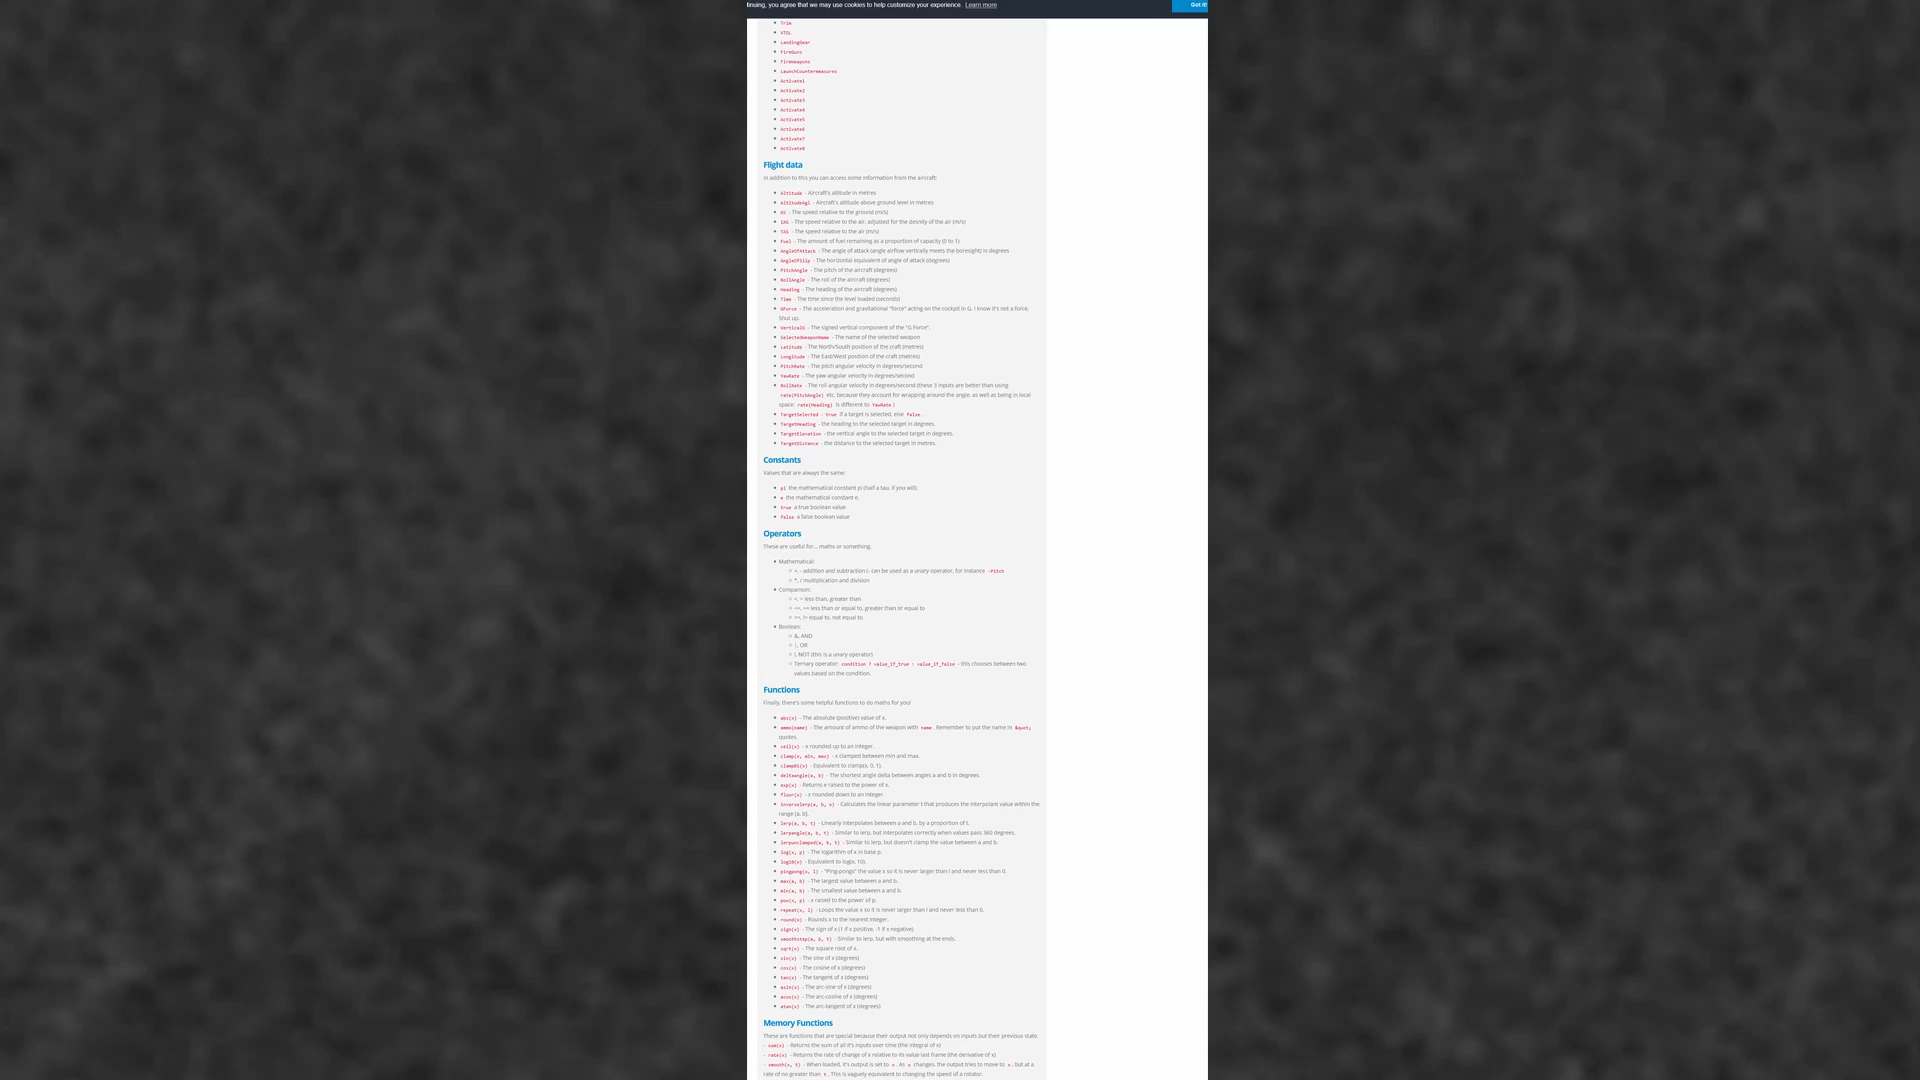 tinuing, you agree that we may use cookies to help customize your experience. Learn more Got it!
Trim
VTOL
LandingGear
FireGuns
FireWeapons
LaunchCountermeasures
Activate1
Activate2
Activate3
Activate4
Activate5
Activate6
Activate7
Activate8
Flight data
In addition to this you can access some information from the aircraft:
Altitude - Aircraft's altitude in metres
AltitudeAgl - Aircraft's altitude above ground level in metres
GS - The speed relative to the ground (m/s)
IAS - The speed relative to the air, adjusted for the desnity of the air (m/s)
TAS - The speed relative to the air (m/s)
Fuel - The amount of fuel remaining as a proportion of capacity (0 to 1)
AngleOfAttack - The angle of attack (angle airflow vertically meets the boresight) in degrees
AngleOfSlip - The horizontal equivalent of angle of attack (degrees)
PitchAngle - The pitch of the aircraft (degrees)
RollAngle - The roll of the aircraft (degrees)
Heading - The heading of the aircraft (degrees)
Time - The time since the level loaded (seconds)
GForce - The acceleration and gravitational "force" acting on the cockpit in G. I know it's not a force.
Shut up.
VerticalG - The signed vertical component of the "G Force".
SelectedWeaponName - The name of the selected weapon
Latitude - The North/South position of the craft (metres)
Longitude - The East/West position of the craft (metres)
PitchRate - The pitch angular velocity in degrees/second
YawRate - The yaw angular velocity in degrees/second
RollRate - The roll angular velocity in degrees/second (these 3 inputs are better than using
rate(PitchAngle) etc, because they account for wrapping around the angle, as well as being in local
space; rate(Heading) is different to YawRate )
TargetSelected - true if a target is selected, else false .
TargetHeading - the heading to the selected target in degrees.
TargetElevation - the vertical angle to the selected target in degrees.
TargetDistance - the distance to the selected target in metres.
Constants
Values that are always the same:
pi the mathematical constant pi (half a tau, if you will).
e the mathematical constant e.
true a true boolean value
false a false boolean value
Operators
These are useful for... maths or something.
Mathematical:
+, - addition and subtraction (- can be used as a unary operator, for instance -Pitch
*, / multiplication and division
Comparison:
<, > less than, greater than
<=, >= less than or equal to, greater than or equal to
==, != equal to, not equal to
Boolean:
&, AND
|, OR
!, NOT (this is a unary operator)
Ternary operator: condition ? value_if_true : value_if_false - this chooses between two
values based on the condition.
Functions
Finally, there's some helpful functions to do maths for you!
abs(x) - The absolute (positive) value of x.
ammo(name) - The amount of ammo of the weapon with name . Remember to put the name in &quot;
quotes.
ceil(x) - x rounded up to an integer.
clamp(x, min, max) - x clamped between min and max.
clamp01(x) - Equivalent to clamp(x, 0, 1).
deltaangle(a, b) - The shortest angle delta between angles a and b in degrees.
exp(x) - Returns e raised to the power of x.
floor(x) - x rounded down to an integer.
inverselerp(a, b, x) - Calculates the linear parameter t that produces the interpolant value within the
range [a, b].
lerp(a, b, t) - Linearly interpolates between a and b, by a proportion of t.
lerpangle(a, b, t) - Similar to lerp, but interpolates correctly when values pass 360 degrees.
lerpunclamped(a, b, t) - Similar to lerp, but doesn't clamp the value between a and b.
log(x, p) - The logarithm of x in base p.
log10(x) - Equivalent to log(x, 10).
pingpong(x, l) - "Ping-pongs" the value x so it is never larger than l and never less than 0.
max(a, b) - The largest value between a and b.
min(a, b) - The smallest value between a and b.
pow(x, p) - x raised to the power of p.
repeat(x, l) - Loops the value x so it is never larger than l and never less than 0.
round(x) - Rounds x to the nearest integer.
sign(x) - The sign of x (1 if x positive, -1 if x negative)
smoothstep(a, b, t) - Similar to lerp, but with smoothing at the ends.
sqrt(x) - The square root of x.
sin(x) - The sine of x (degrees)
cos(x) - The cosine of x (degrees)
tan(x) - The tangent of x (degrees)
asin(x) - The arc-sine of x (degrees)
acos(x) - The arc-cosine of x (degrees)
atan(x) - The arc-tangent of x (degrees)
Memory Functions
These are functions that are special because their output not only depends on inputs but their previous state.
- sum(x) - Returns the sum of all it's inputs over time (the integral of x)
- rate(x) - Returns the rate of change of x relative to its value last frame (the derivative of x)
- smooth(x, t) - When loaded, it's output is set to x . As x changes, the output tries to move to x , but at a
rate of no greater than t . This is vaguely equivalent to changing the speed of a rotator.